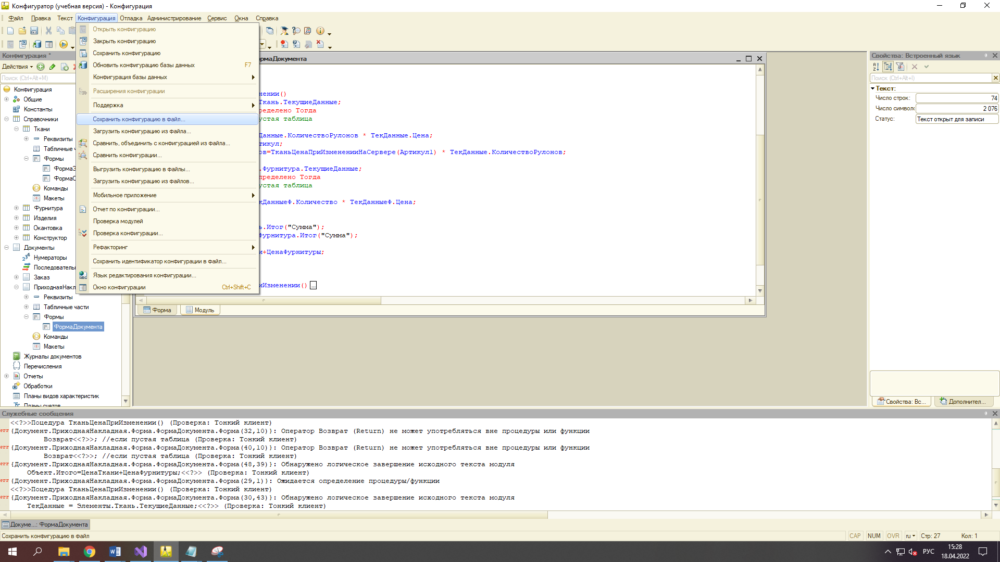 Конфигуратор (учебная версия) - Конфигурация
Файл Правка Текст Конфигурация Отладка Администрирование Сервис Окна Справка
Конфигурация *
Действия
Поиск (Ctrl+Alt+M)
Конфигурация
Общие
Константы
Справочники
Ткани
Реквизиты
Табличные
Формы
Команды
Макеты
Фурнитура
Изделия
Окантовка
Конструктор
Документы
Нумераторы
Заказ
Реквизиты
Табличные части
Формы
ФормаДокумента
Команды
Макеты
Журналы документов
Перечисления
Отчеты
Обработки
Планы видов характеристик
Планы счетов
Открыть конфигурацию
Закрыть конфигурацию
Сохранить конфигурацию
Обновить конфигурацию базы данных F7
Конфигурация базы данных
Расширения конфигурации
Поддержка
Сохранить конфигурацию в файл...
Загрузить конфигурацию из файла...
Сравнить, объединить с конфигурацией из файла...
Сравнить конфигурации...
Выгрузить конфигурацию в файлы...
Загрузить конфигурацию из файлов...
Мобильное приложение
Отчет по конфигурации...
Проверка модулей
Проверка конфигурации...
Рефакторинг
Сохранить идентификатор конфигурации в файл...
Язык редактирования конфигурации...
Окно конфигурации Ctrl+Shift+C
рмаДокумента
нении()
Ткань.ТекущиеДанные;
ределено Тогда
устая таблица
Данные.КоличествоРулонов * ТекДанные.Цена;
тикул;
ов=ТканьЦенаПриИзмененииНаСервере(Артикул1) * ТекДанные.КоличествоРулонов;
.Фурнитура.ТекущиеДанные;
пределено Тогда
устая таблица
кДанныеФ.Количество * ТекДанныеФ.Цена;
ь.Итог("Сумма");
Фурнитура.Итог("Сумма");
и+ЦенаФурнитуры;
иИзменении() ...
Форма Модуль
Свойства: Встроенный язык
Поиск (Ctrl+Alt+I)
Текст:
Число строк: 74
Число символо 2 076
Статус: Текст открыт для записи
Свойства: Вс... Дополнител...
Служебные сообщения
<<?>>Поцедура ТканьЦенаПриИзменении() (Проверка: Тонкий клиент)
err {Документ.ПриходнаяНакладная.Форма.ФормаДокумента.Форма(32,10)}: Оператор Возврат (Return) не может употребляться вне процедуры или функции
Возврат<<?>>; //если пустая таблица (Проверка: Тонкий клиент)
err {Документ.ПриходнаяНакладная.Форма.ФормаДокумента.Форма(40,10)}: Оператор Возврат (Return) не может употребляться вне процедуры или функции
Возврат<<?>>; //если пустая таблица (Проверка: Тонкий клиент)
err {Документ.ПриходнаяНакладная.Форма.ФормаДокумента.Форма(48,39)}: Обнаружено логическое завершение исходного текста модуля
Объект.Итого=ЦенаТкани+ЦенаФурнитуры;<<?>> (Проверка: Тонкий клиент)
err {Документ.ПриходнаяНакладная.Форма.ФормаДокумента.Форма(29,1)}: Ожидается определение процедуры/функции
<<?>>Поцедура ТканьЦенаПриИзменении() (Проверка: Тонкий клиент)
err {Документ.ПриходнаяНакладная.Форма.ФормаДокумента.Форма(30,43)}: Обнаружено логическое завершение исходного текста модуля
ТекДанные = Элементы.Ткань.ТекущиеДанные;<<?>> (Проверка: Тонкий клиент)
Докуме...: ФормаДокумента
Сохранить конфигурацию в файл CAP NUM OVR ru Стр: 27 Кол: 1
РУС 15:28
18.04.2022